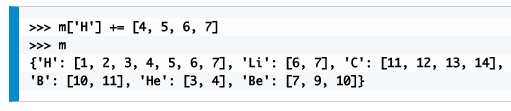 >>> m['H'] += [4, 5, 6, 7]
>>> m
{'H': [1, 2, 3, 4, 5, 6, 7], 'Li': [6, 7], 'C': [11, 12, 13, 14],
'B': [10, 11], 'He': [3, 4], 'Be': [7, 9, 10]}